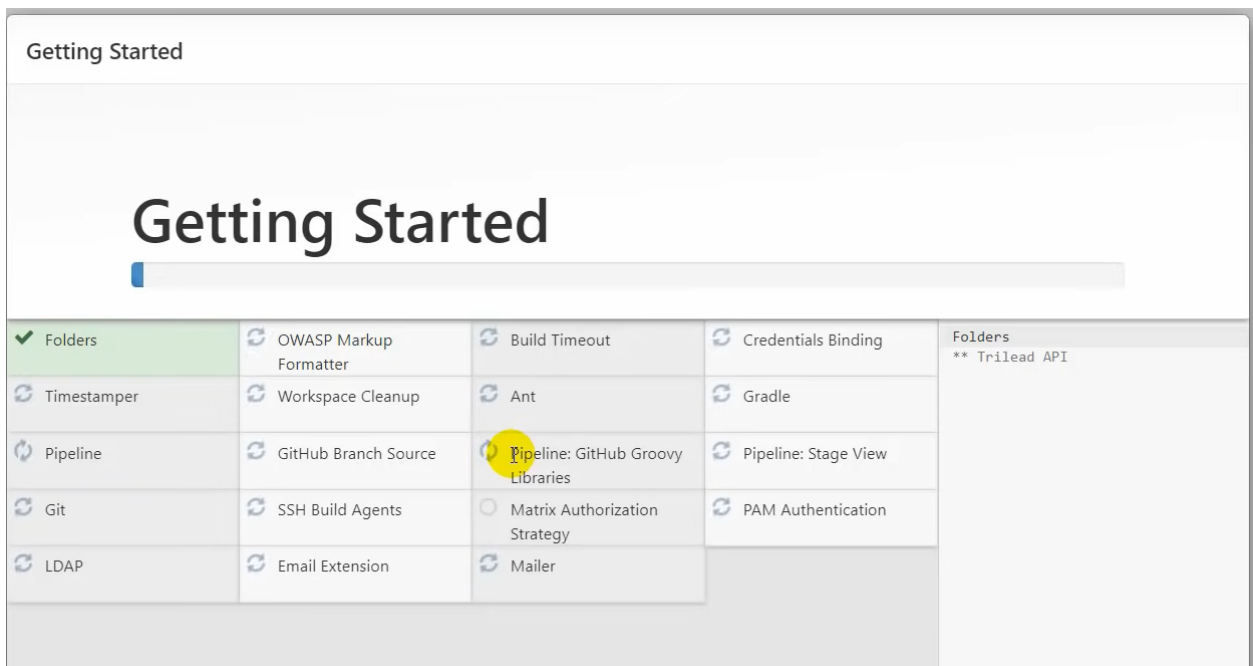 Getting Started
Getting Started
Folders
OWASP Markup
Formatter
Build Timeout
Credentials Binding
Timestamper
Workspace Cleanup
Ant
Gradle
Pipeline
GitHub Branch Source
Pipeline: GitHub Groovy
Libraries
Pipeline: Stage View
Git
SSH Build Agents
Matrix Authorization
Strategy
PAM Authentication
LDAP
Email Extension
Mailer
Folders
** Trilead API